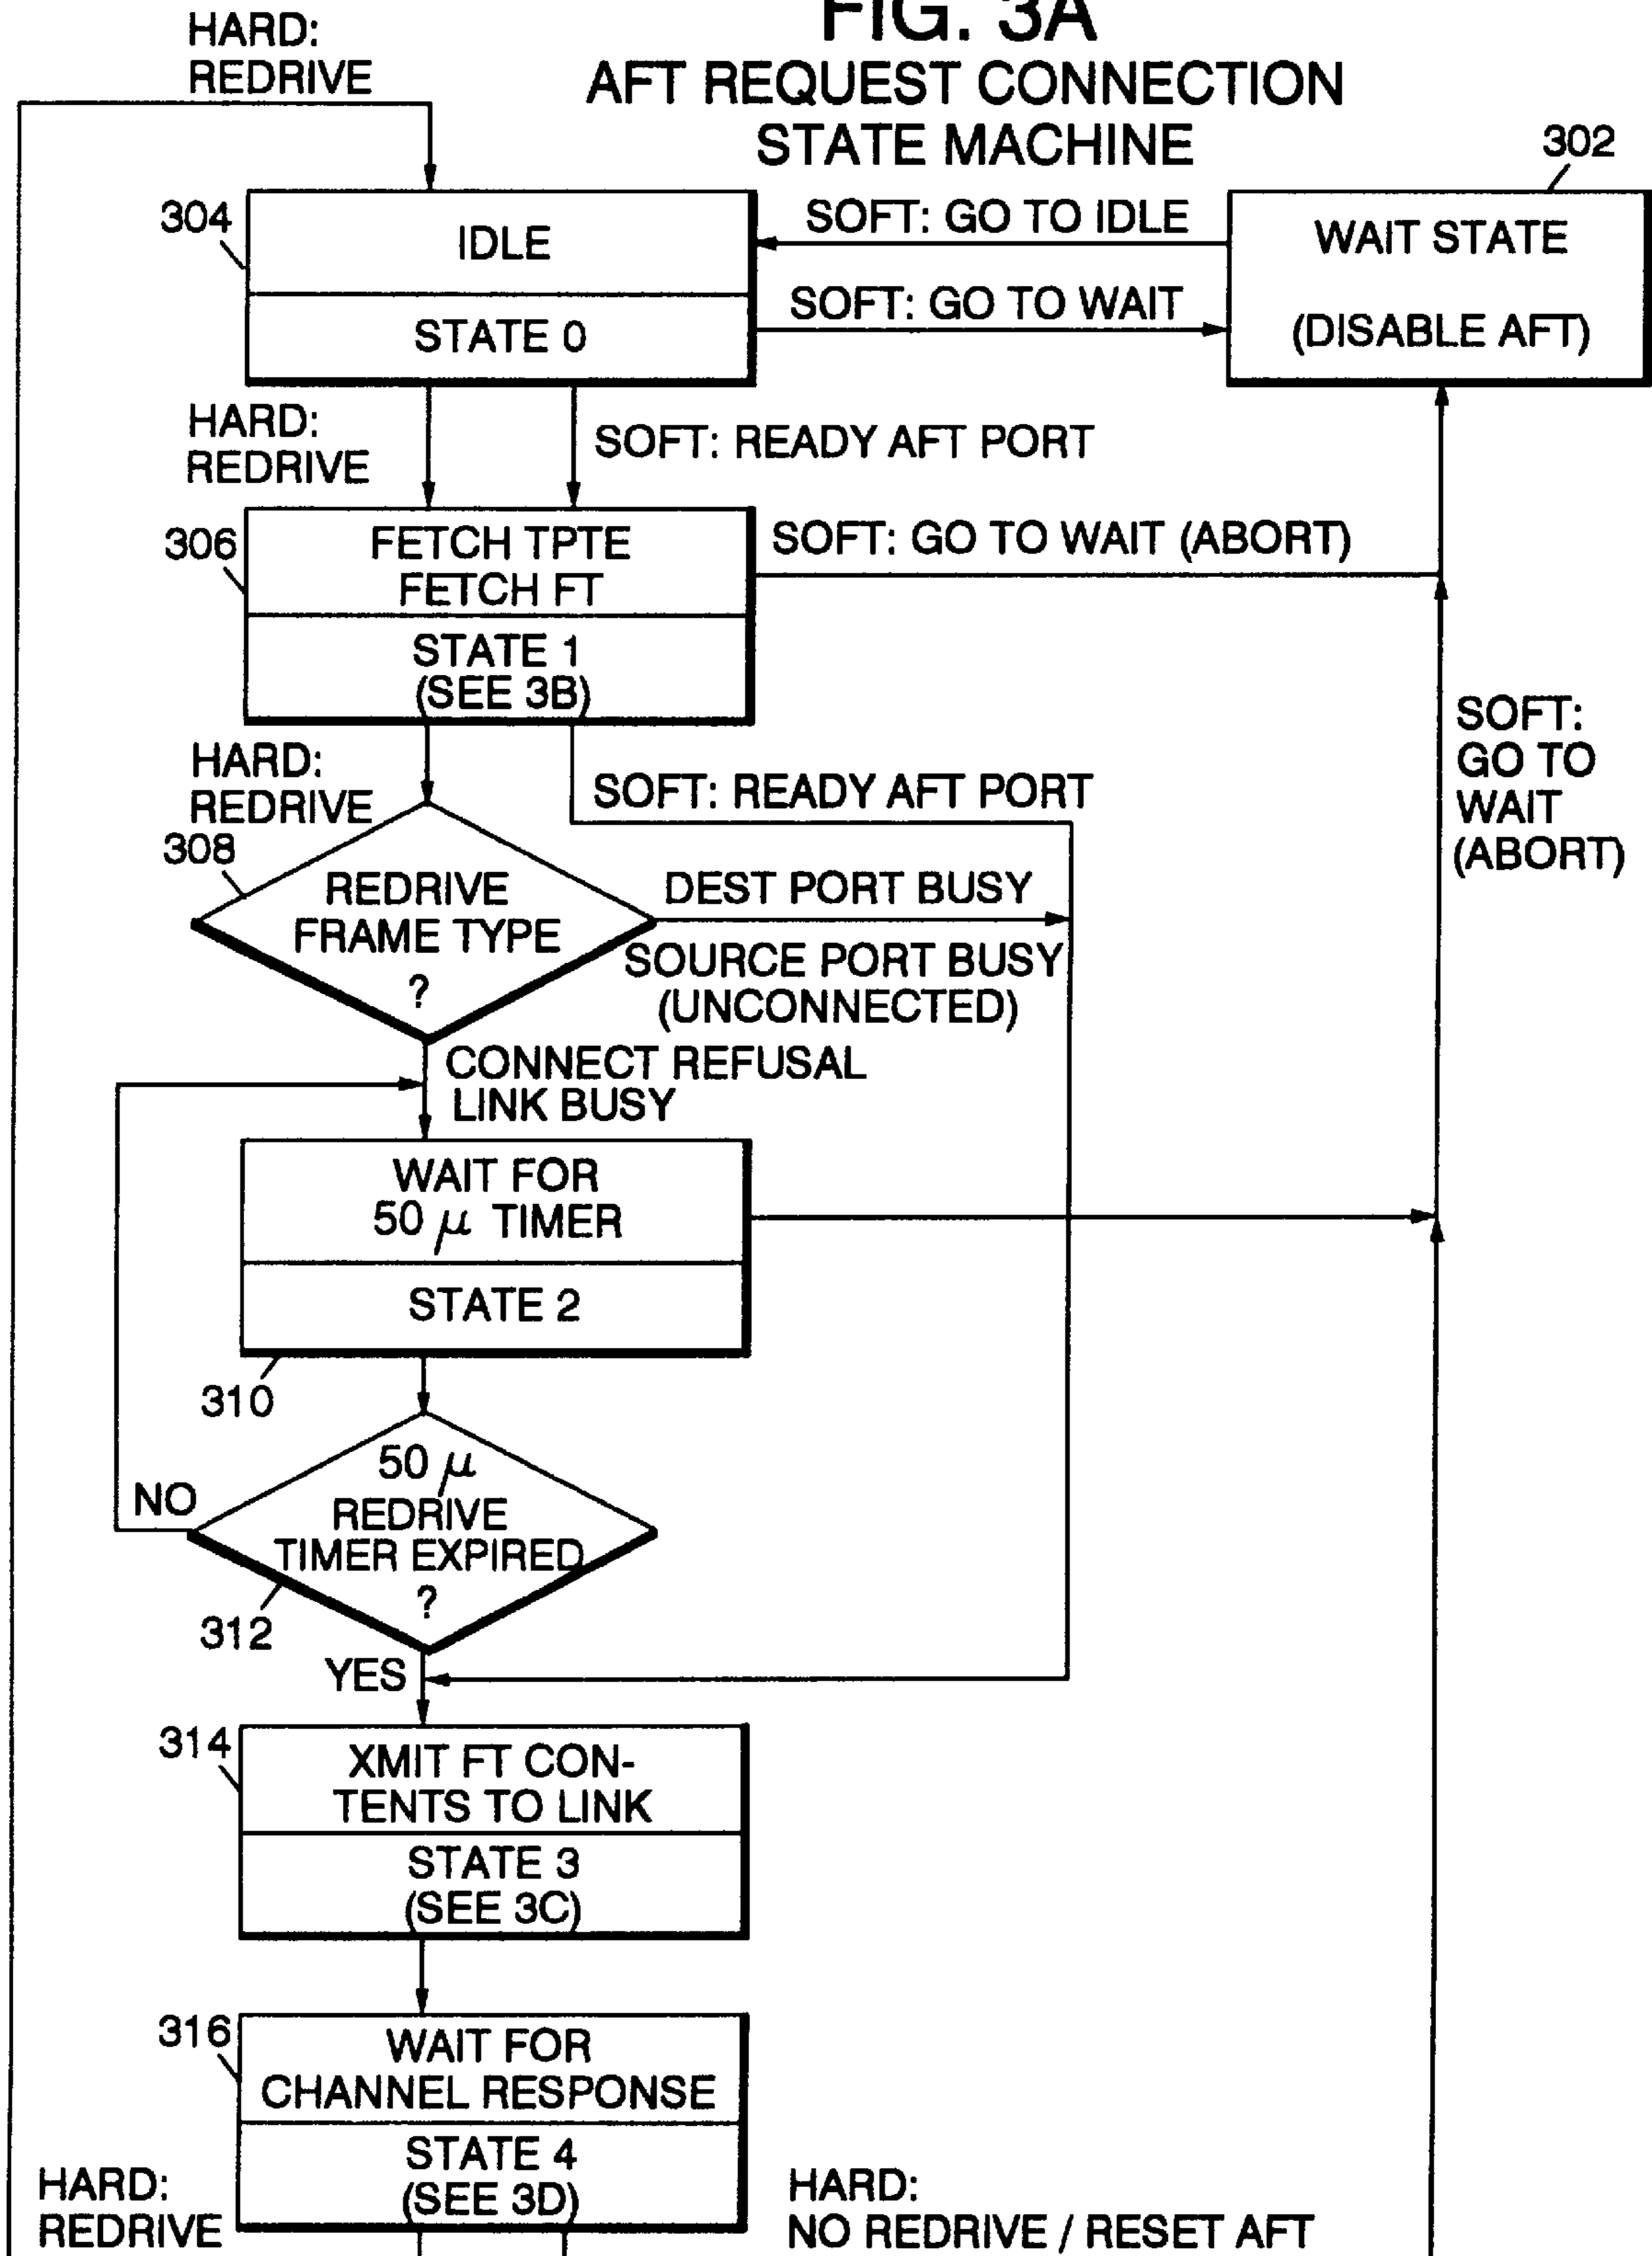 FIG. 3A
AFT REQUEST CONNECTION
STATE MACHINE
HARD:
REDRIVE
302
304
IDLE
STATE 0
SOFT: GO TO IDLE
SOFT: GO TO WAIT
WAIT STATE
(DISABLE AFT)
HARD:
REDRIVE
SOFT: READY AFT PORT
306
FETCH TPTE
FETCH FT
STATE 1
(SEE 3B)
SOFT: GO TO WAIT (ABORT)
SOFT:
GO TO
WAIT
(ABORT)
HARD:
REDRIVE
SOFT: READY AFT PORT
308
REDRIVE
FRAME TYPE
?
DEST PORT BUSY
SOURCE PORT BUSY
(UNCONNECTED)
CONNECT REFUSAL
LINK BUSY
WAIT FOR
50 μ TIMER
STATE 2
310
50 μ
REDRIVE
TIMER EXPIRED
?
NO
312
YES
314
XMIT FT CON-
TENTS TO LINK
STATE 3
(SEE 3C)
316
WAIT FOR
CHANNEL RESPONSE
STATE 4
(SEE 3D)
HARD:
REDRIVE
HARD:
NO REDRIVE / RESET AFT